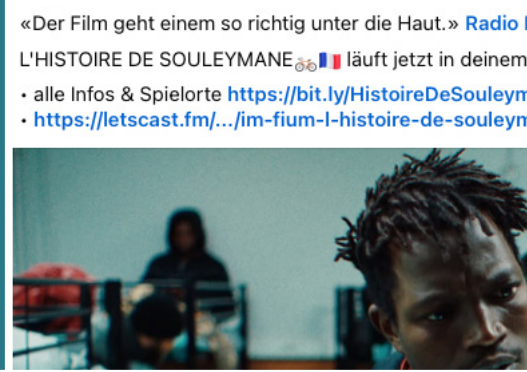 «Der Film geht einem so richtig unter die Haut.» Radio
L'HISTOIRE DE SOULEYMANE🚲🇫🇷 läuft jetzt in deinem
• alle Infos & Spielorte https://bit.ly/HistoireDeSouleym
• https://letscast.fm/.../im-fium-l-histoire-de-souleym